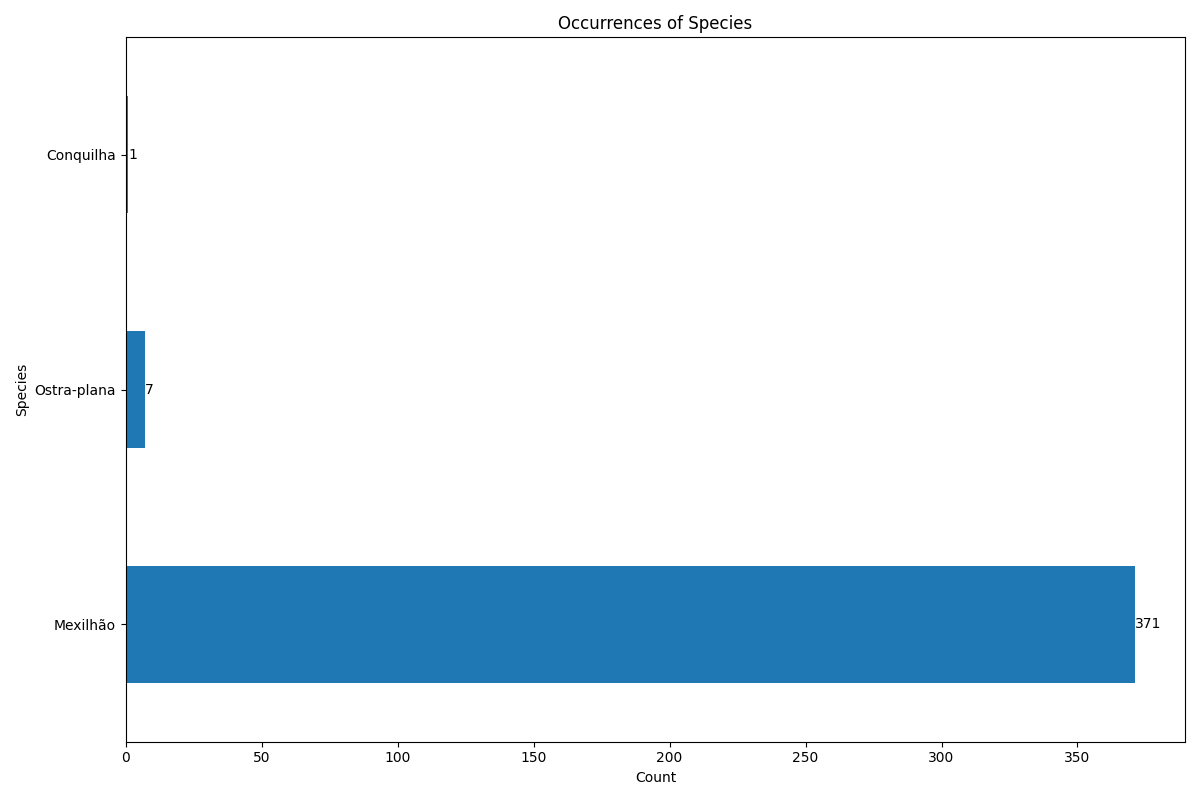 Occurrences of Species
Conquilha
1
Ostra-plana
7
Mexilhão
371
Species
0 50 100 150 200 250 300 350
Count